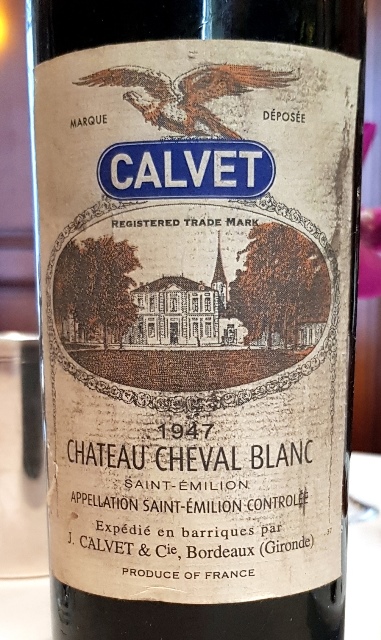 MARQUE DÉPOSÉE
CALVET
REGISTERED TRADE MARK
1947
CHATEAU CHEVAL BLANC
SAINT-ÉMILION
APPELLATION SAINT-ÉMILION CONTROLÉE
Expédié en barriques par
J. CALVET & Cie, Bordeaux (Gironde)
PRODUCE OF FRANCE